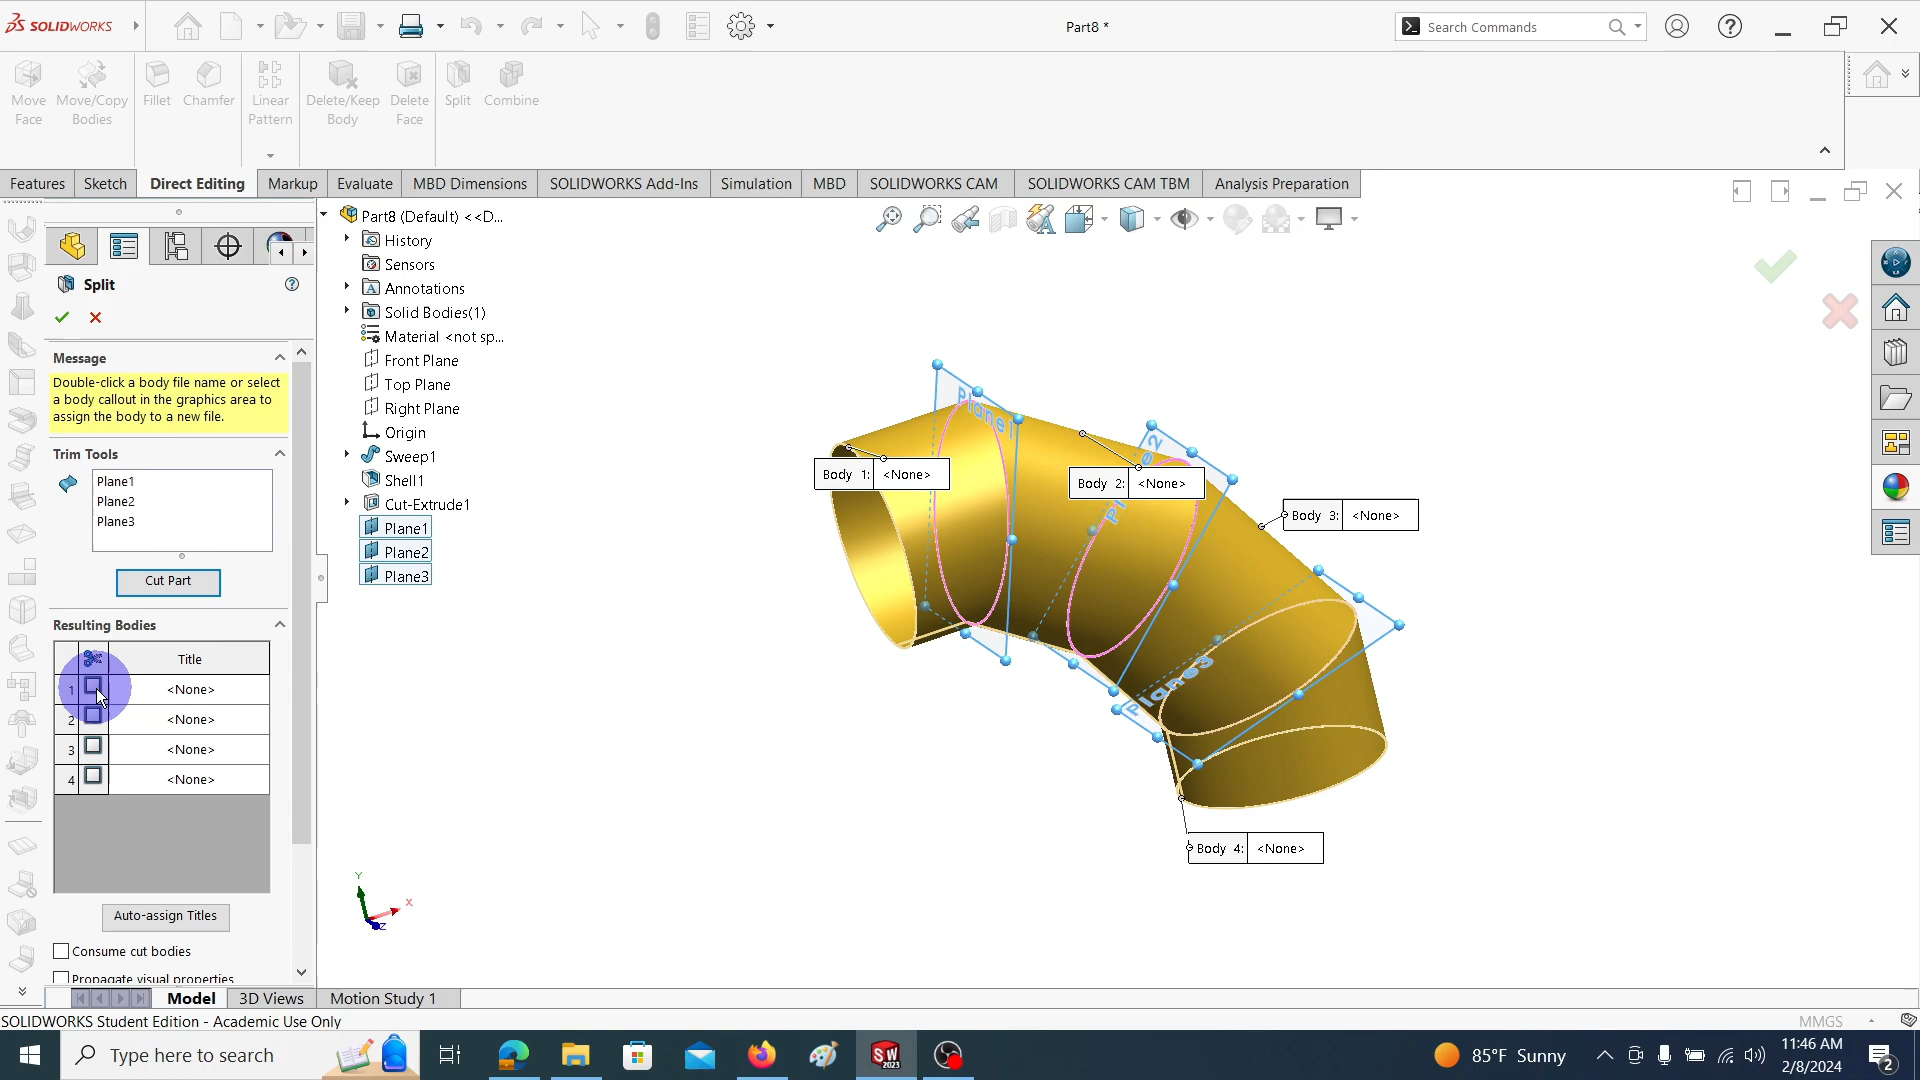 SOLIDWORKS
Part8 *
Search Commands
Move Face
Move/Copy Bodies
Fillet
Chamfer
Linear Pattern
Delete/Keep Body
Delete Face
Split
Combine
Features
Sketch
Direct Editing
Markup
Evaluate
MBD Dimensions
SOLIDWORKS Add-Ins
Simulation
MBD
SOLIDWORKS CAM
SOLIDWORKS CAM TBM
Analysis Preparation
Split
Message
Double-click a body file name or select
a body callout in the graphics area to
assign the body to a new file.
Trim Tools
Plane1
Plane2
Plane3
Cut Part
Resulting Bodies
Title
1 <None>
2 <None>
3 <None>
4 <None>
Auto-assign Titles
Consume cut bodies
Propagate visual properties
Part8 (Default) <<D...
History
Sensors
Annotations
Solid Bodies(1)
Material <not sp...
Front Plane
Top Plane
Right Plane
Origin
Sweep1
Shell1
Cut-Extrude1
Plane1
Plane2
Plane3
Plane1
Body 1: <None>
Body 2: <None>
Body 3: <None>
Plane3
Body 4: <None>
Y
X
Z
Model
3D Views
Motion Study 1
SOLIDWORKS Student Edition - Academic Use Only
MMGS
Type here to search
SW
2023
85°F Sunny
11:46 AM
2/8/2024
2